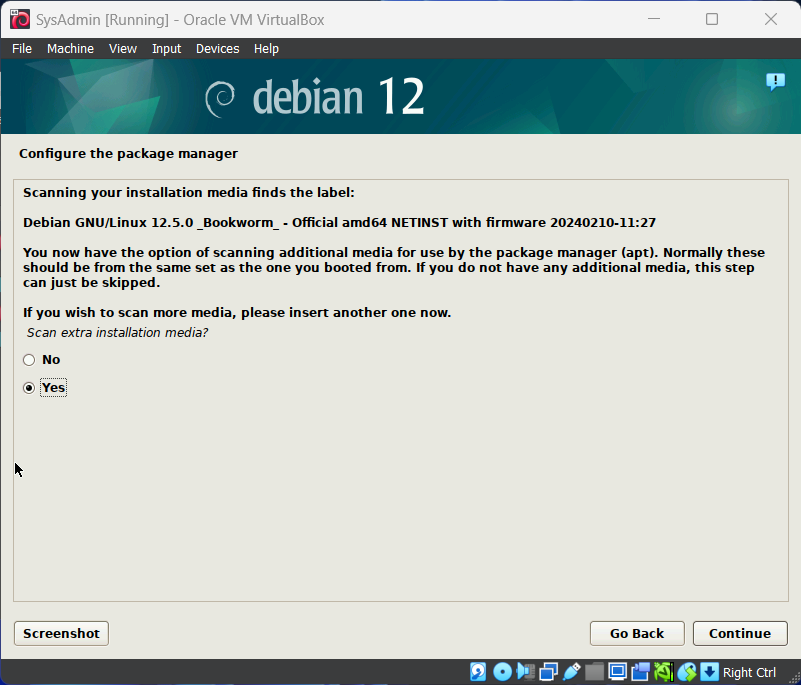 SysAdmin [Running] - Oracle VM VirtualBox
File Machine View Input Devices Help
debian 12
Configure the package manager
Scanning your installation media finds the label:
Debian GNU/Linux 12.5.0 _Bookworm_ - Official amd64 NETINST with firmware 20240210-11:27
You now have the option of scanning additional media for use by the package manager (apt). Normally these
should be from the same set as the one you booted from. If you do not have any additional media, this step
can just be skipped.
If you wish to scan more media, please insert another one now.
Scan extra installation media?
No
Yes
Screenshot
Go Back
Continue
Right Ctrl